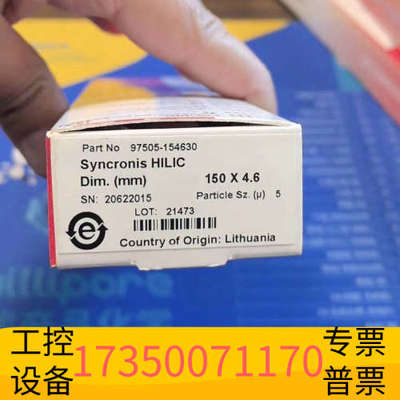 Part No 97505-154630
Syncronis HILIC
Dim. (mm) 150 X 4.6
SN: 20622015 Particle Sz. (µ) 5
LOT: 21473
Country of Origin: Lithuania
工控 17350071170 专票
设备 普票